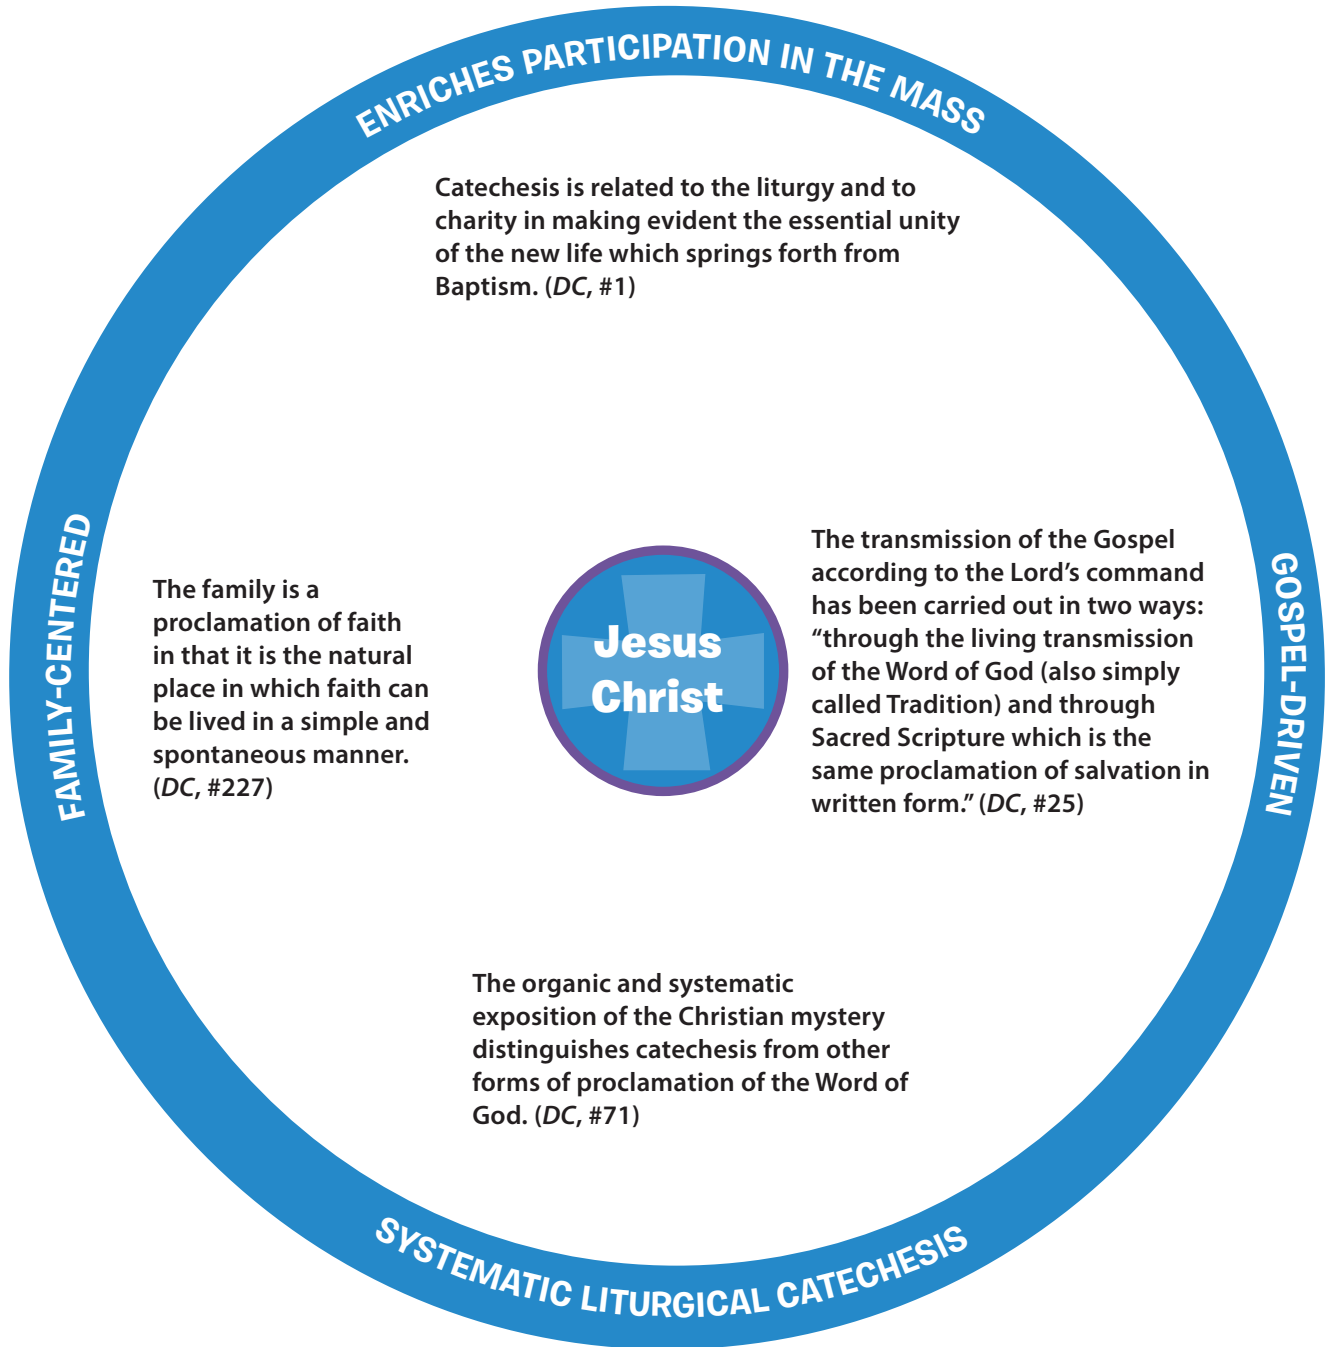 ENRICHES PARTICIPATION IN THE MASS
Catechesis is related to the liturgy and to
charity in making evident the essential unity
of the new life which springs forth from
Baptism. (DC, #1)
FAMILY-CENTERED
The family is a
proclamation of faith
in that it is the natural
place in which faith can
be lived in a simple and
spontaneous manner.
(DC, #227)
Jesus
Christ
The transmission of the Gospel
according to the Lord’s command
has been carried out in two ways:
“through the living transmission
of the Word of God (also simply
called Tradition) and through
Sacred Scripture which is the
same proclamation of salvation in
written form.” (DC, #25)
GOSPEL-DRIVEN
The organic and systematic
exposition of the Christian mystery
distinguishes catechesis from other
forms of proclamation of the Word of
God. (DC, #71)
SYSTEMATIC LITURGICAL CATECHESIS